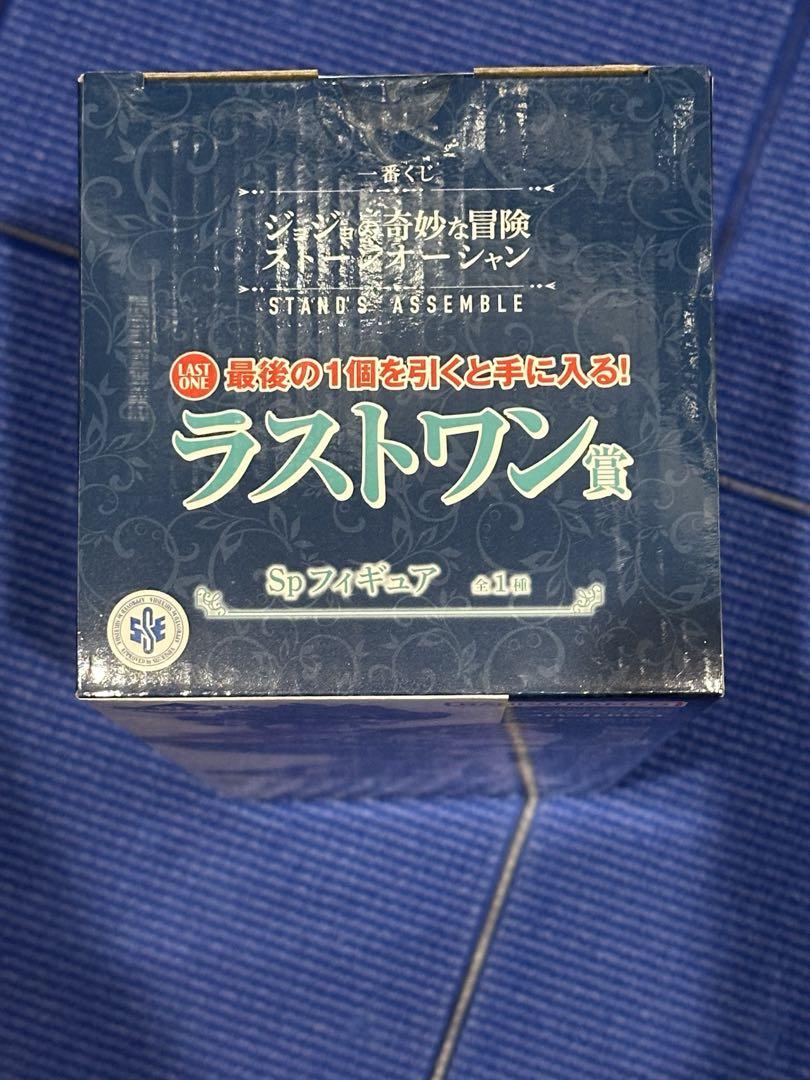 一番くじ
ジョジョの奇妙な冒険
ストーンオーシャン
STAND'S ASSEMBLE
LAST ONE 最後の1個を引くと手に入る!
ラストワン賞
Spフィギュア 全1種
SSE